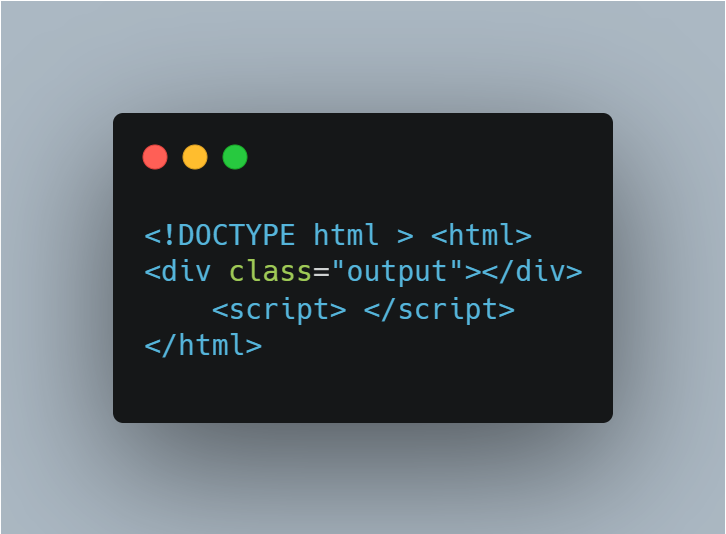 <!DOCTYPE html > <html>
<div class="output"></div>
    <script> </script>
</html>